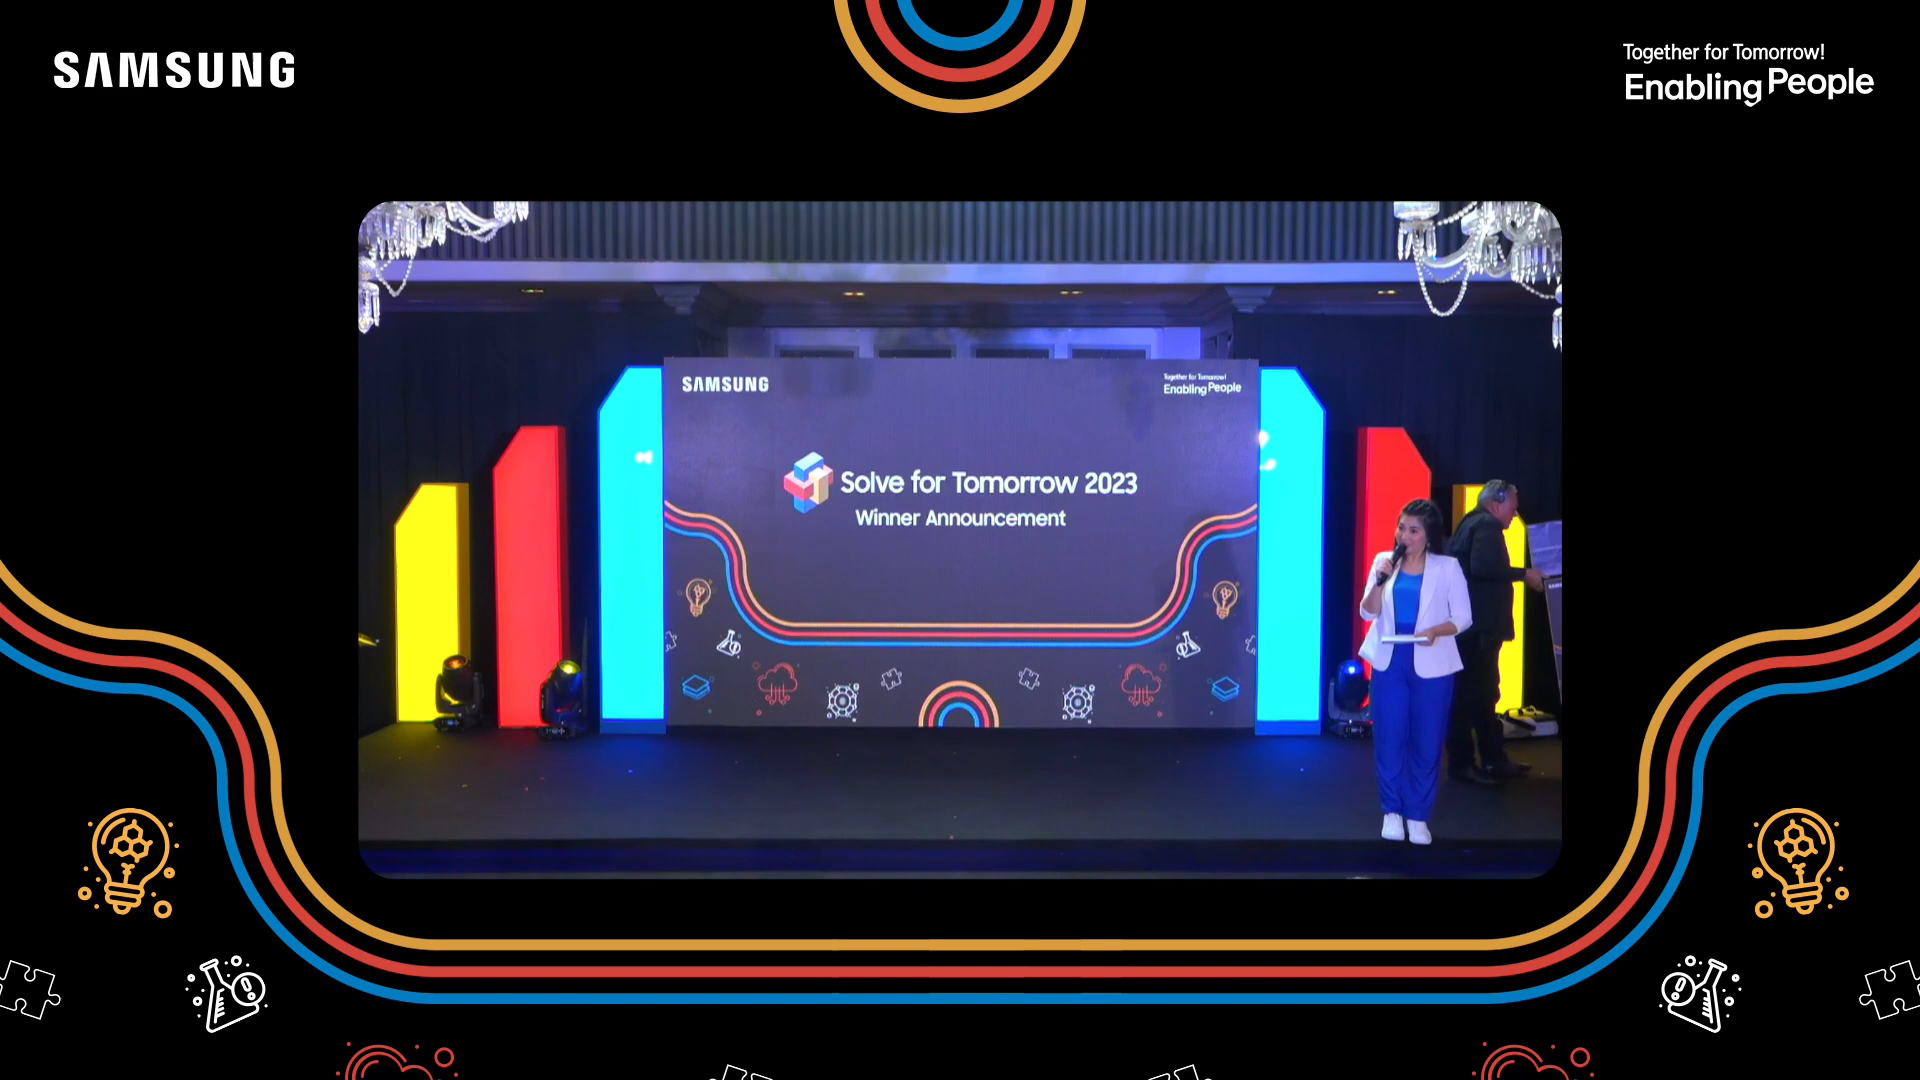 SAMSUNG
Together for Tomorrow!
Enabling People
SAMSUNG
Together for Tomorrow!
Enabling People
Solve for Tomorrow 2023
Winner Announcement